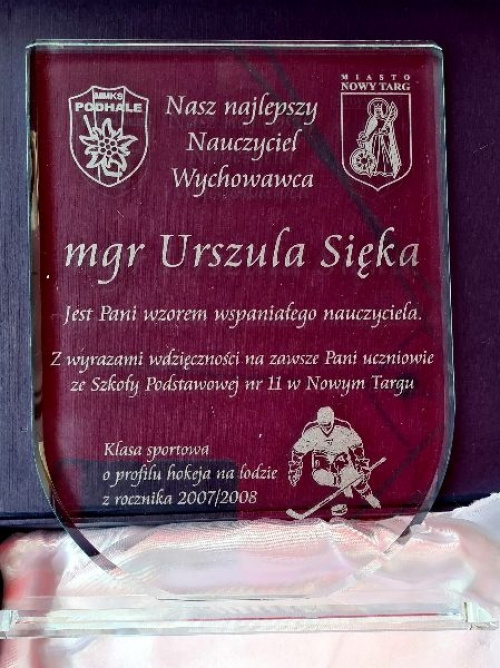 MMKS
PODHALE
MIASTO
NOWY TARG
Nasz najlepszy
Nauczyciel
Wychowawca
mgr Urszula Sięka
Jest Pani wzorem wspaniałego nauczyciela.
Z wyrazami wdzięczności na zawsze Pani uczniowie
ze Szkoły Podstawowej nr 11 w Nowym Targu
Klasa sportowa
o profilu hokeja na lodzie
z rocznika 2007/2008